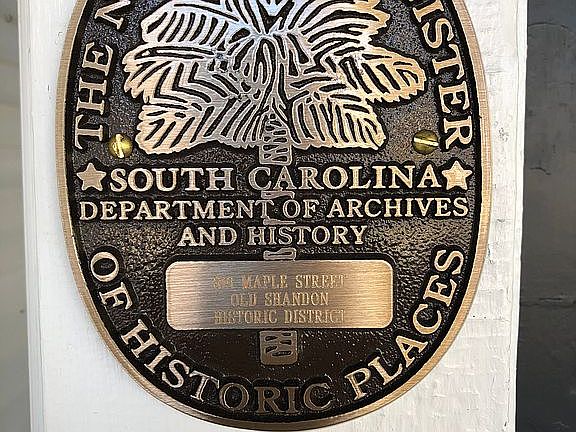 THE N
ISTER
SOUTH CAROLINA
DEPARTMENT OF ARCHIVES
AND HISTORY
MAPLE STREET
OLD SHANDON
HISTORIC DISTRICT
OF HISTORIC PLACES